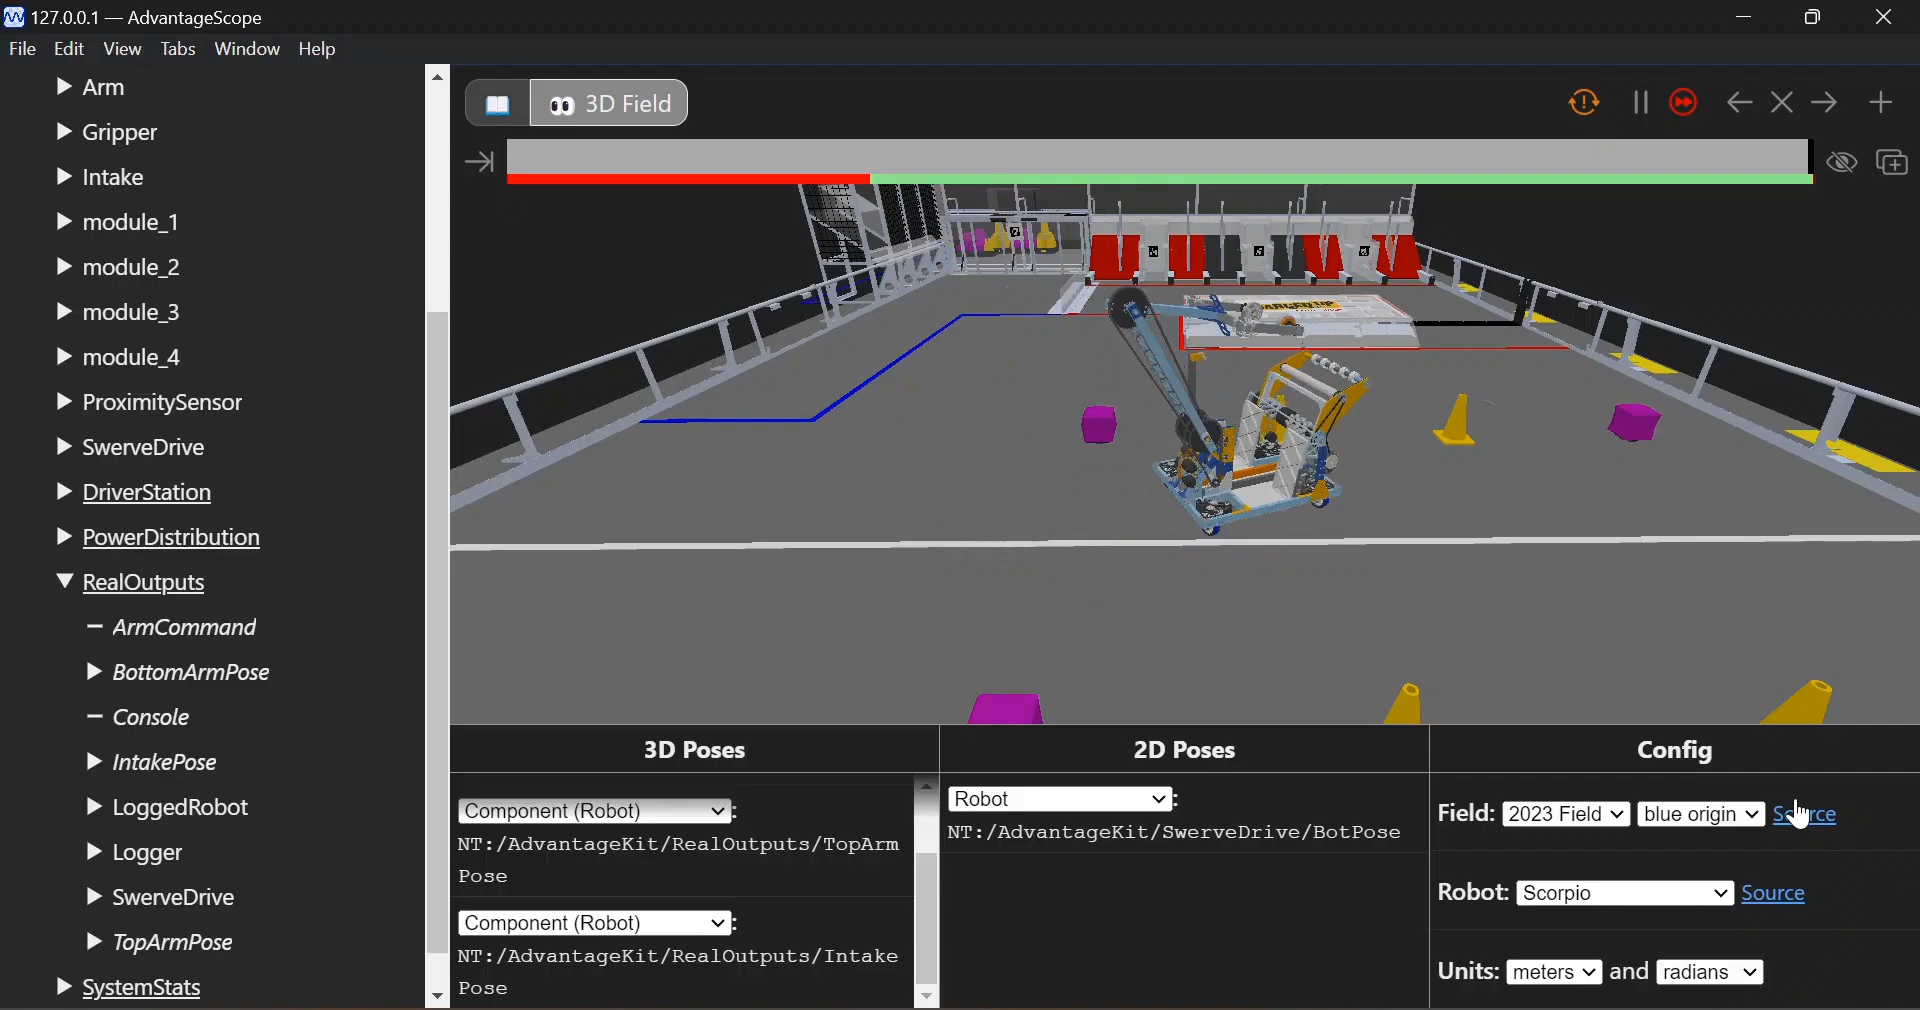 127.0.0.1 — AdvantageScope
File Edit View Tabs Window Help
Arm
Gripper
Intake
module_1
module_2
module_3
module_4
ProximitySensor
SwerveDrive
DriverStation
PowerDistribution
RealOutputs
ArmCommand
BottomArmPose
Console
IntakePose
LoggedRobot
Logger
SwerveDrive
TopArmPose
SystemStats
3D Field
3D Poses
Component (Robot) :
NT:/AdvantageKit/RealOutputs/TopArm
Pose
Component (Robot) :
NT:/AdvantageKit/RealOutputs/Intake
Pose
2D Poses
Robot :
NT:/AdvantageKit/SwerveDrive/BotPose
Config
Field: 2023 Field blue origin
Robot: Scorpio Source
Units: meters and radians